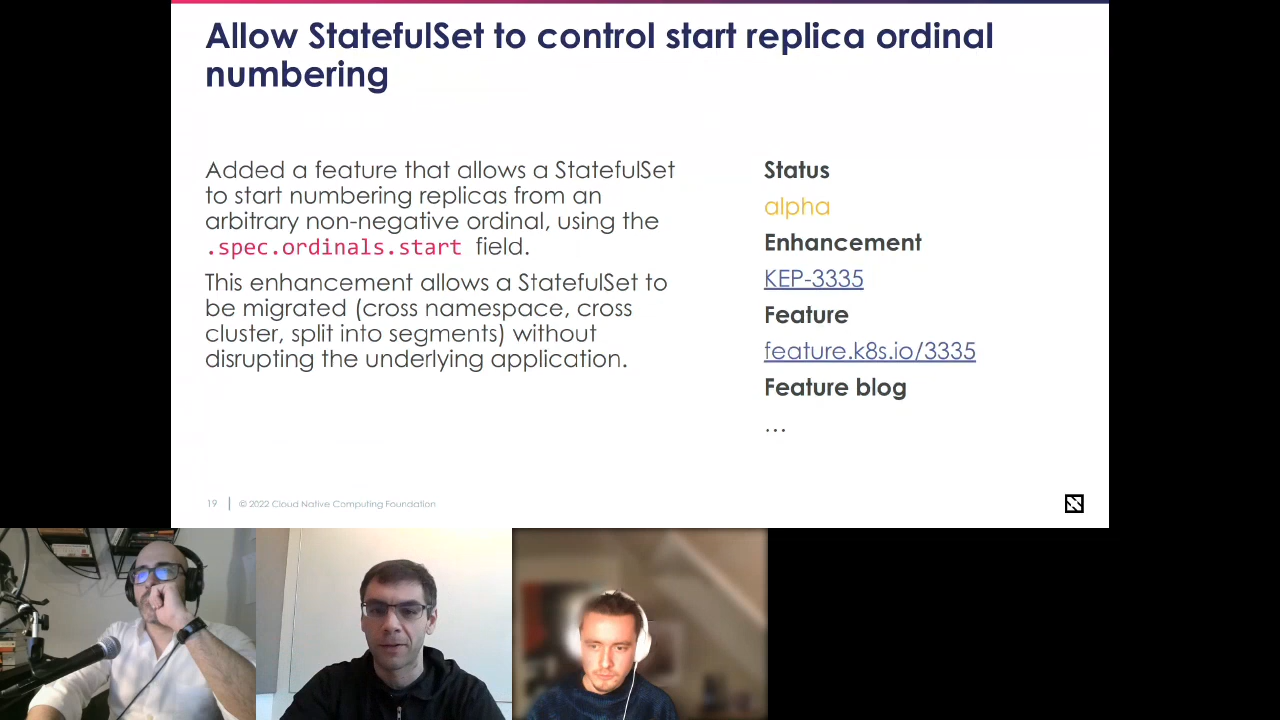 Allow StatefulSet to control start replica ordinal
numbering
Added a feature that allows a StatefulSet
to start numbering replicas from an
arbitrary non-negative ordinal, using the
.spec.ordinals.start field.
This enhancement allows a StatefulSet to
be migrated (cross namespace, cross
cluster, split into segments) without
disrupting the underlying application.
Status
alpha
Enhancement
KEP-3335
Feature
feature.k8s.io/3335
Feature blog
...
19 © 2022 Cloud Native Computing Foundation